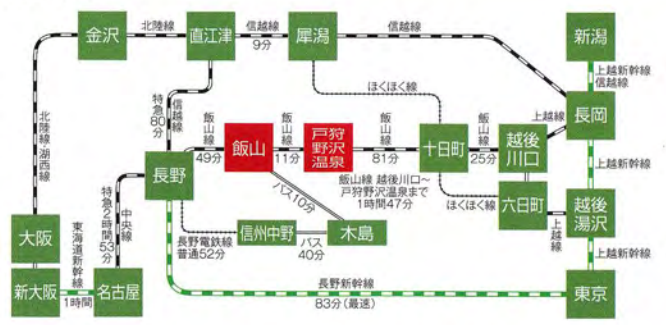 金沢
北陸線
直江津
信越線
9分
犀潟
信越線
新潟
上越新幹線
信越線
ほくほく線
長岡
特急80分
信越線
北陸線・湖西線
飯山線
49分
飯山
飯山線
11分
戸狩
野沢
温泉
飯山線
81分
十日町
飯山線
25分
越後
川口
上越線
上越新幹線
長野
飯山線 越後川口~
戸狩野沢温泉まで
1時間47分
バス10分
ほくほく線
六日町
上越線
越後
湯沢
特急2時間53分
中央線
長野電鉄線
普通52分
信州中野
バス
40分
木島
上越新幹線
大阪
新大阪
東海道新幹線
1時間
名古屋
長野新幹線
83分(最速)
東京